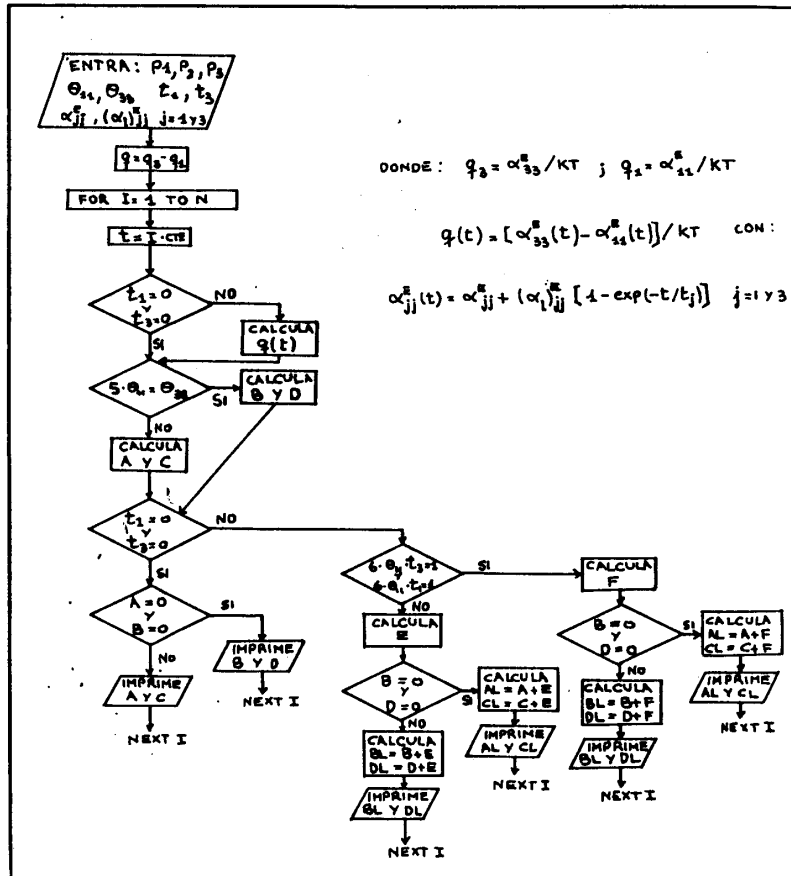 ENTRA: P1, P2, P3
Θ11, Θ33 t1, t3
α^E_jj, (α_l)^E_jj j=1 y 3
q=q3-q1
FOR I=1 TO N
t=I·CTE
t1=0
y
t3=0
NO
SI
CALCULA
q(t)
5·Θ11=Θ33
SI
NO
CALCULA
B Y D
CALCULA
A Y C
t1=0
y
t3=0
NO
SI
A=0
Y
B=0
SI
NO
IMPRIME
B Y D
NEXT I
IMPRIME
A Y C
NEXT I
SI
NO
CALCULA
E
B=0
Y
D=0
SI
NO
CALCULA
AL=A+E
CL=C+E
IMPRIME
AL Y CL
NEXT I
CALCULA
BL=B+E
DL=D+E
IMPRIME
BL Y DL
NEXT I
CALCULA
F
B=0
Y
D=0
SI
NO
CALCULA
AL=A+F
CL=C+F
IMPRIME
AL Y CL
NEXT I
CALCULA
BL=B+F
DL=D+F
IMPRIME
BL Y DL
NEXT I
DONDE: q3=α^E_33/KT ; q1=α^E_11/KT
q(t)=[α^E_33(t)-α^E_11(t)]/KT CON:
α^E_jj(t)=α^E_jj+(α_l)^E_jj [1-exp(-t/tj)] j=1 y 3